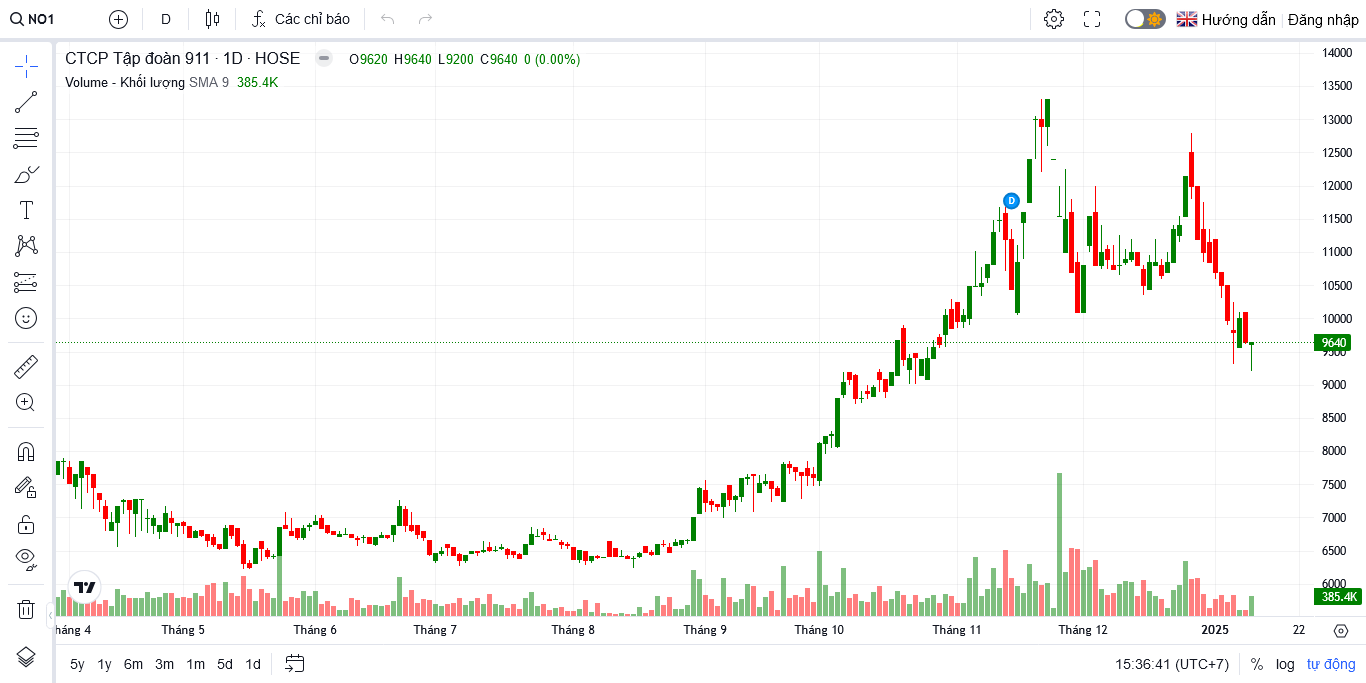 NO1 D Các chỉ báo Hướng dẫn Đăng nhập
CTCP Tập đoàn 911 · 1D · HOSE O9620 H9640 L9200 C9640 0 (0.00%)
Volume - Khối lượng SMA 9 385.4K
14000
13500
13000
12500
12000
D
11500
11000
10500
10000
9640
9500
9000
8500
8000
7500
7000
6500
6000
385.4K
háng 4 Tháng 5 Tháng 6 Tháng 7 Tháng 8 Tháng 9 Tháng 10 Tháng 11 Tháng 12 2025 22
5y 1y 6m 3m 1m 5d 1d 15:36:41 (UTC+7) % log tự động